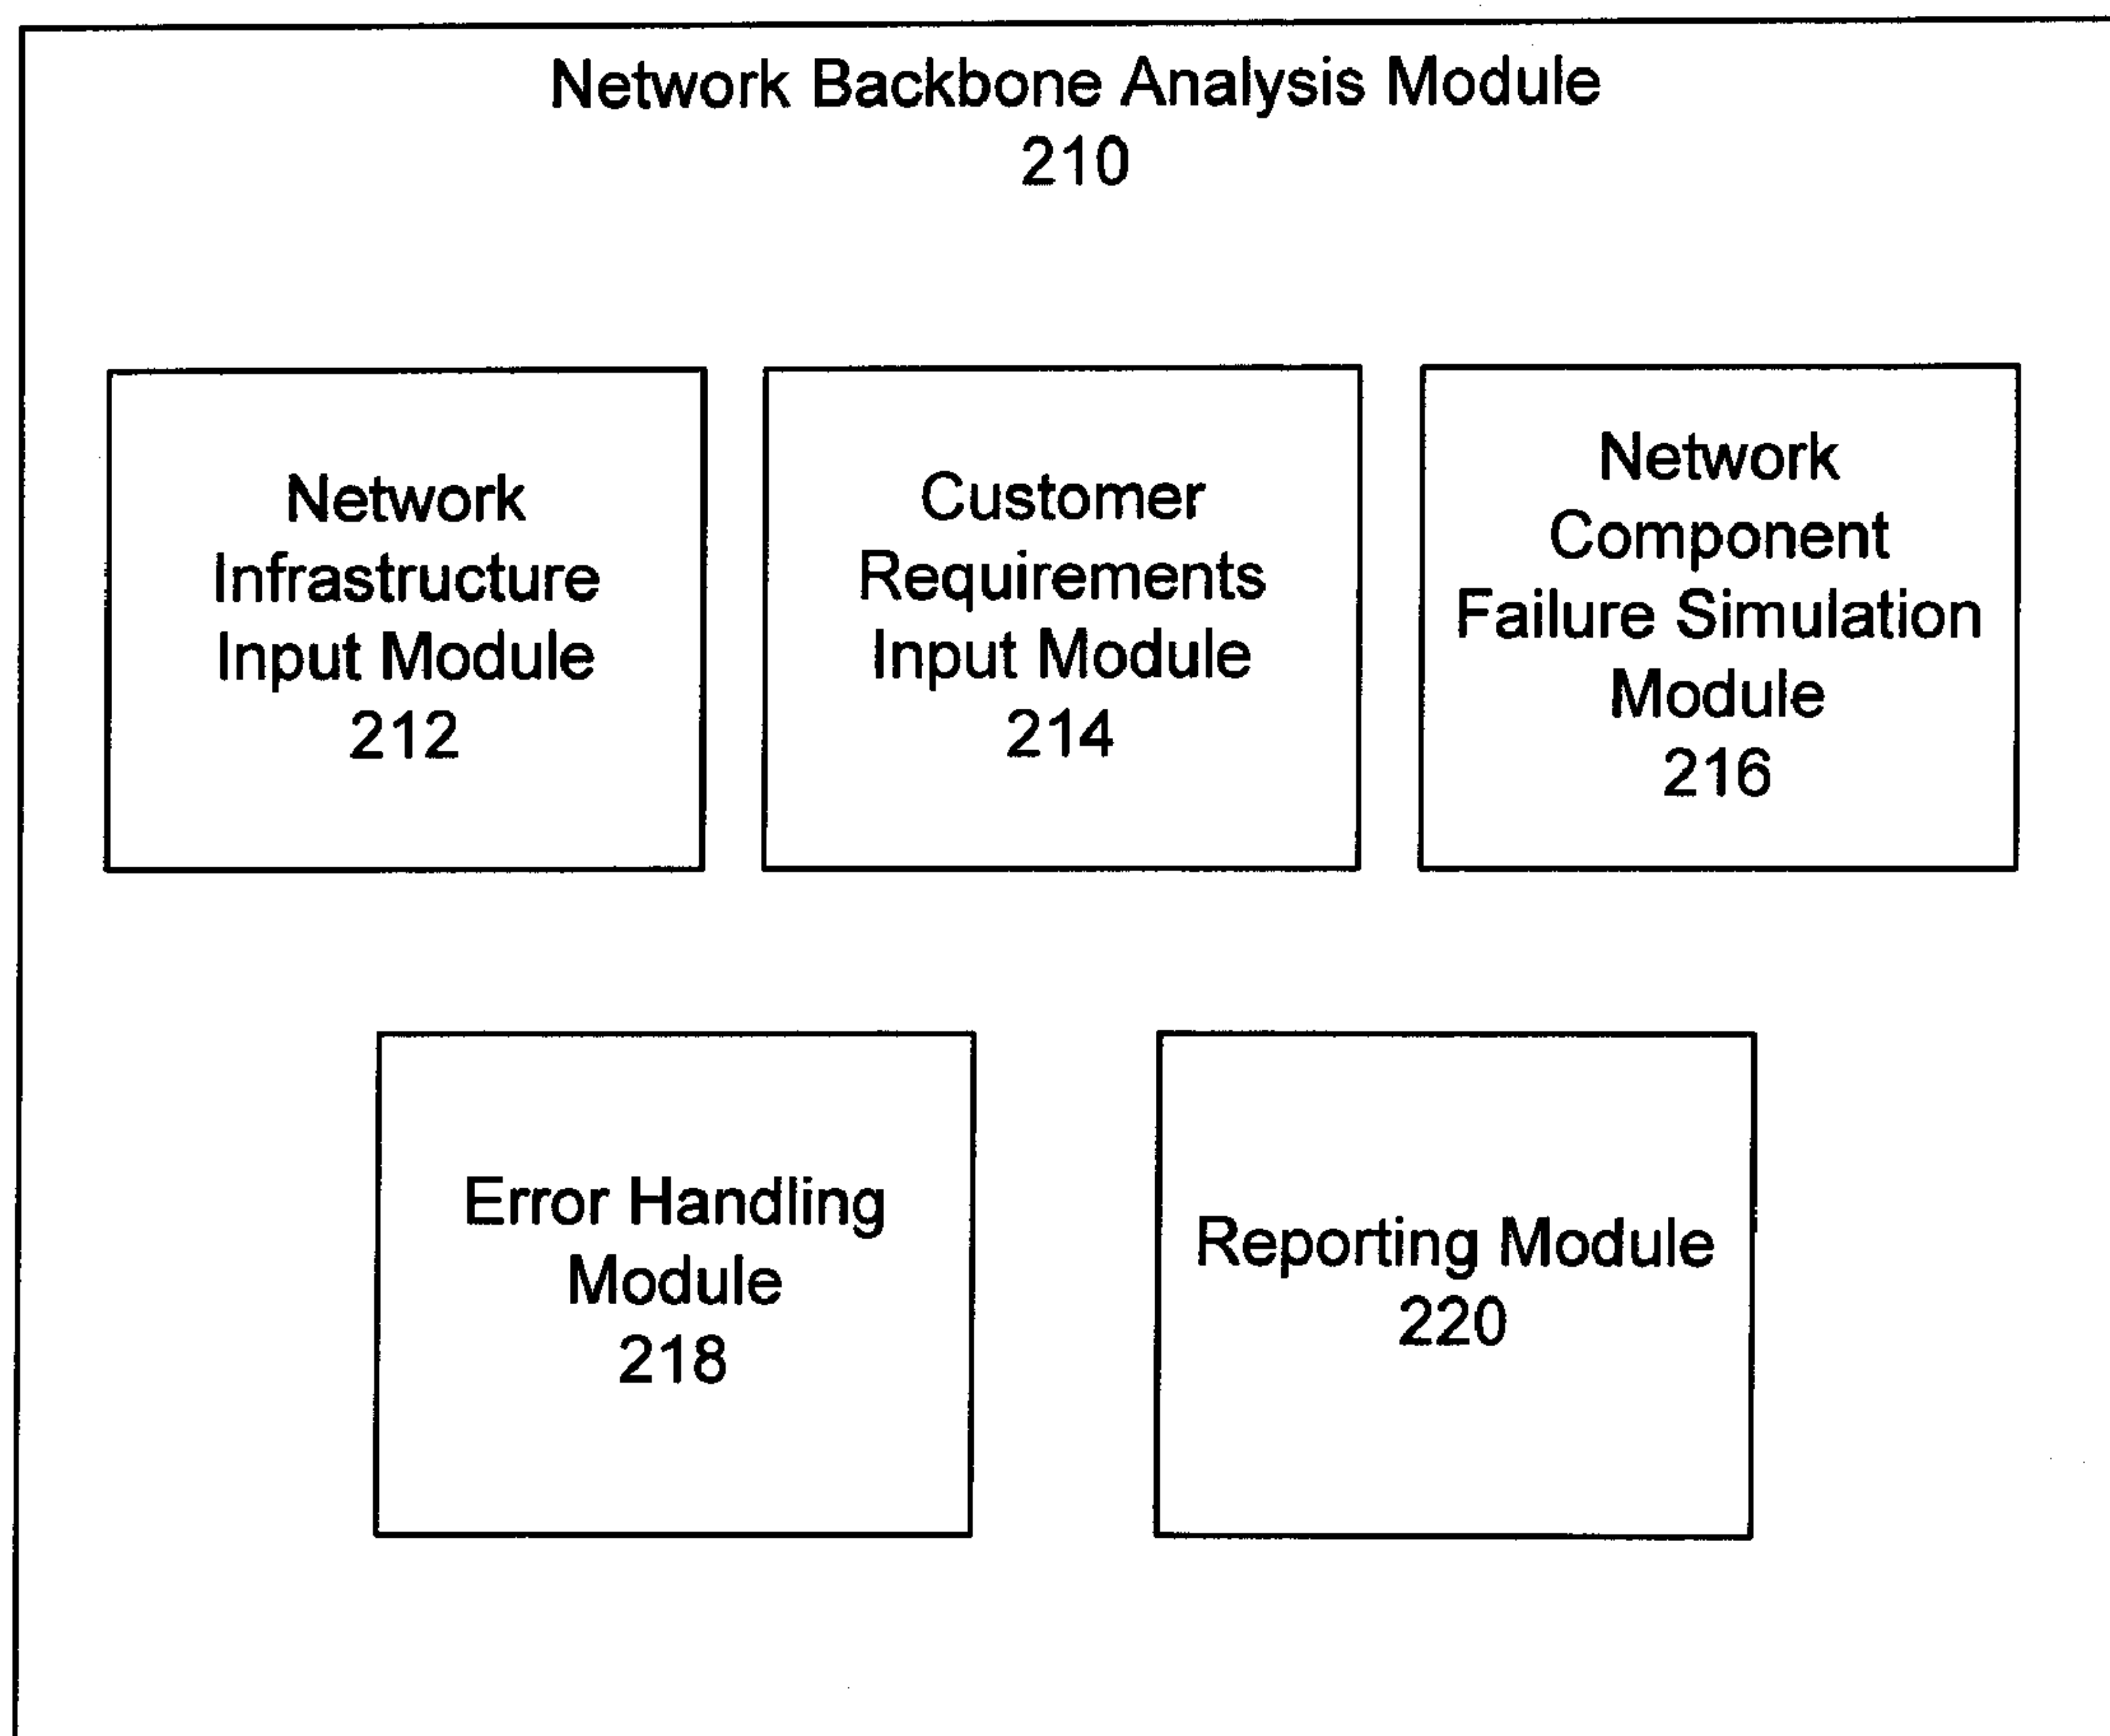 Network Backbone Analysis Module
210
Network
Infrastructure
Input Module
212
Customer
Requirements
Input Module
214
Network
Component
Failure Simulation
Module
216
Error Handling
Module
218
Reporting Module
220